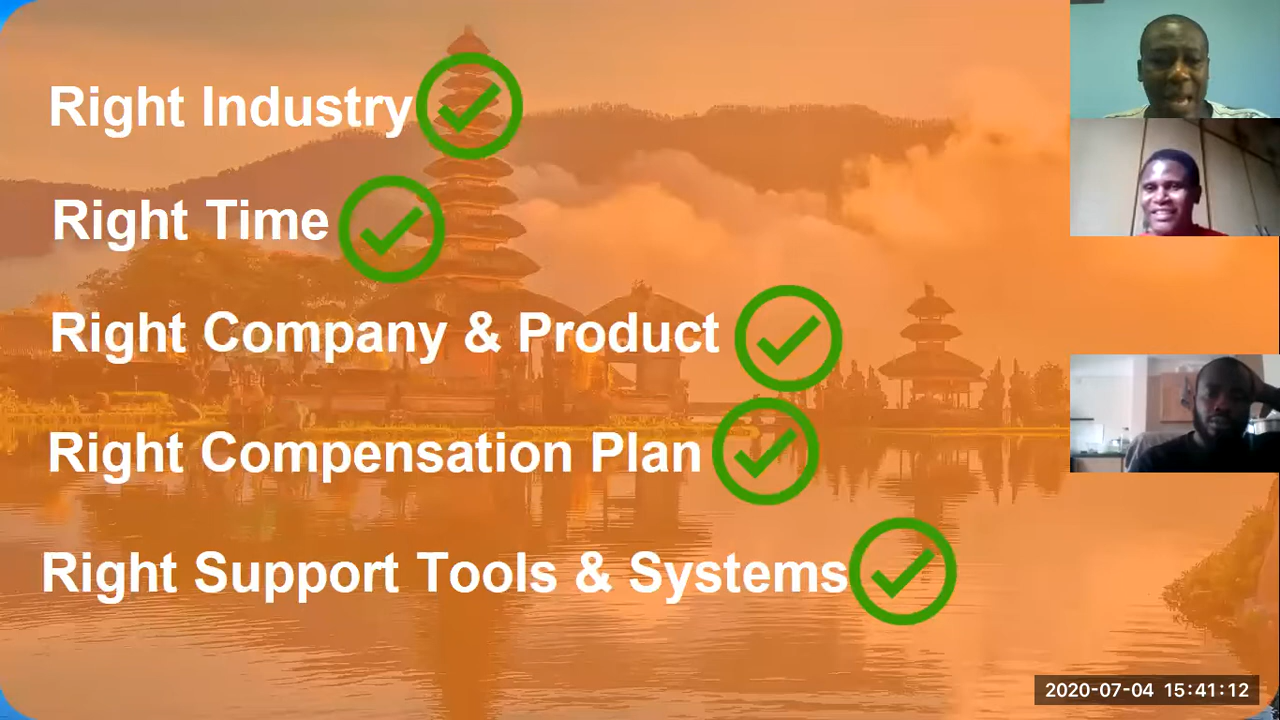 Right Industry
Right Time
Right Company & Product
Right Compensation Plan
Right Support Tools & Systems
2020-07-04 15:41:12